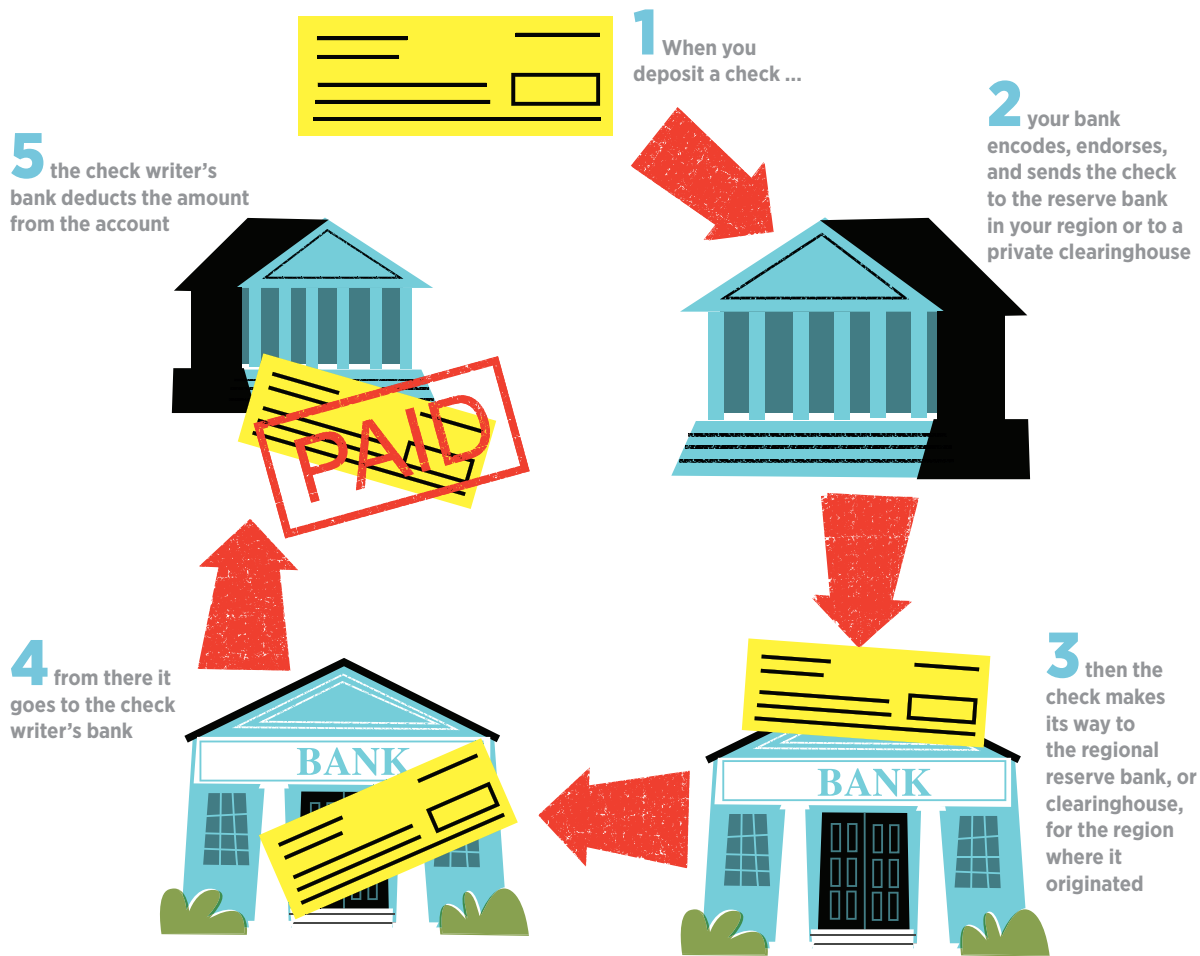 1 When you
deposit a check ...
2 your bank
encodes, endorses,
and sends the check
to the reserve bank
in your region or to a
private clearinghouse
3 then the
check makes
its way to
the regional
reserve bank, or
clearinghouse,
for the region
where it
originated
BANK
4 from there it
goes to the check
writer’s bank
BANK
5 the check writer’s
bank deducts the amount
from the account
PAID